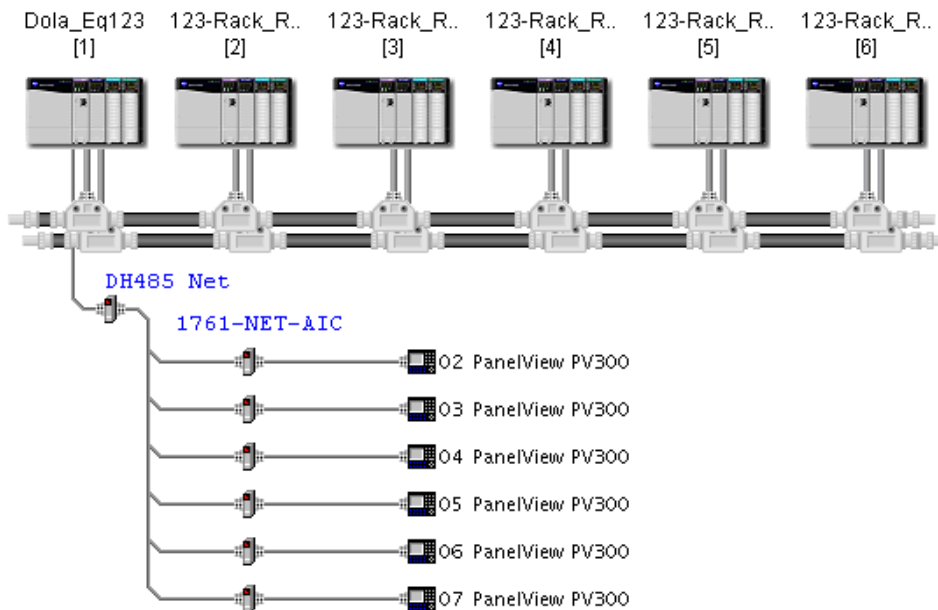 Dola_Eq123 123-Rack_R.. 123-Rack_R.. 123-Rack_R.. 123-Rack_R.. 123-Rack_R..
[1] [2] [3] [4] [5] [6]
DH485 Net
1761-NET-AIC
02 PanelView PV300
03 PanelView PV300
04 PanelView PV300
05 PanelView PV300
06 PanelView PV300
07 PanelView PV300